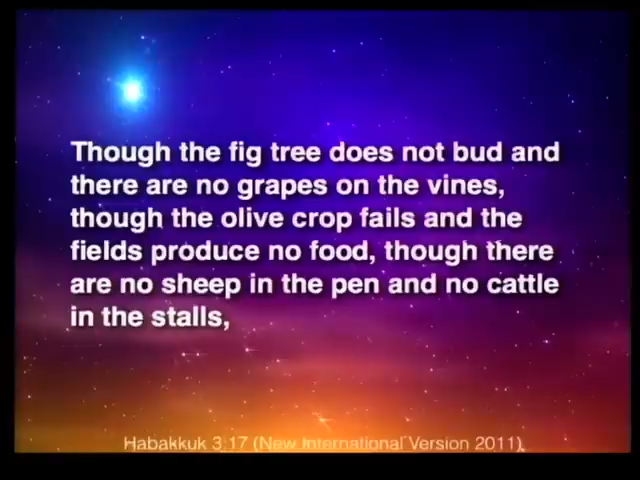 Though the fig tree does not bud and
there are no grapes on the vines,
though the olive crop fails and the
fields produce no food, though there
are no sheep in the pen and no cattle
in the stalls,
Habakkuk 3:17 (New International Version 2011)